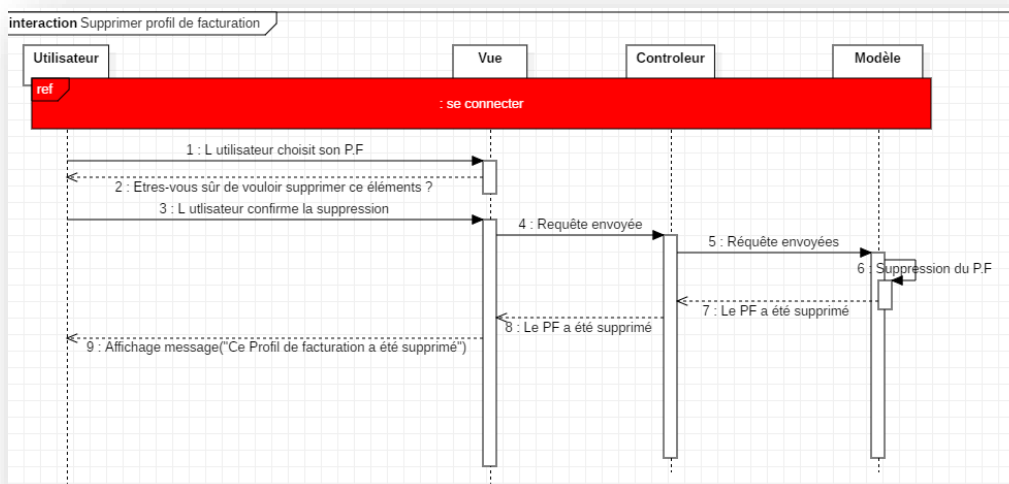 interaction Supprimer profil de facturation
Utilisateur
Vue
Controleur
Modèle
ref
: se connecter
1 : L utilisateur choisit son P.F
2 : Etres-vous sûr de vouloir supprimer ce éléments ?
3 : L utlisateur confirme la suppression
4 : Requête envoyée
5 : Réquête envoyées
6 : Suppression du P.F
7 : Le PF a été supprimé
8 : Le PF a été supprimé
9 : Affichage message("Ce Profil de facturation a été supprimé")